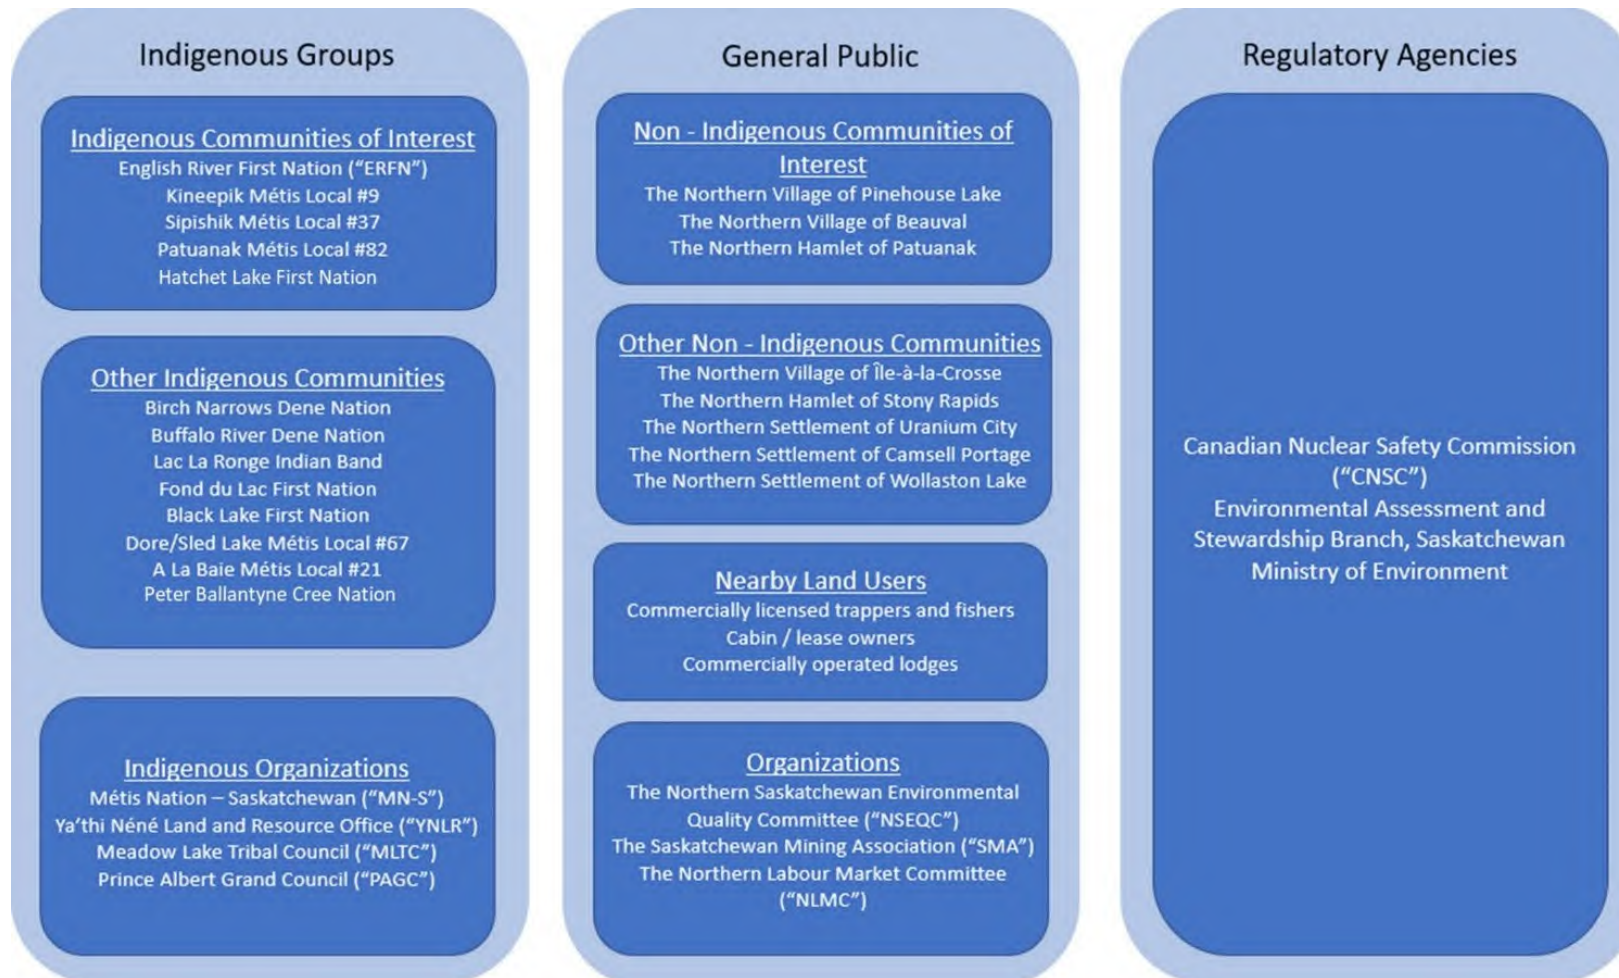 Indigenous Groups
Indigenous Communities of Interest
English River First Nation (“ERFN”)
Kineepik Métis Local #9
Sipishik Métis Local #37
Patuanak Métis Local #82
Hatchet Lake First Nation
Other Indigenous Communities
Birch Narrows Dene Nation
Buffalo River Dene Nation
Lac La Ronge Indian Band
Fond du Lac First Nation
Black Lake First Nation
Dore/Sled Lake Métis Local #67
A La Baie Métis Local #21
Peter Ballantyne Cree Nation
Indigenous Organizations
Métis Nation – Saskatchewan (“MN-S”)
Ya’thi Néné Land and Resource Office (“YNLR”)
Meadow Lake Tribal Council (“MLTC”)
Prince Albert Grand Council (“PAGC”)
General Public
Non - Indigenous Communities of
Interest
The Northern Village of Pinehouse Lake
The Northern Village of Beauval
The Northern Hamlet of Patuanak
Other Non - Indigenous Communities
The Northern Village of Île-à-la-Crosse
The Northern Hamlet of Stony Rapids
The Northern Settlement of Uranium City
The Northern Settlement of Camsell Portage
The Northern Settlement of Wollaston Lake
Nearby Land Users
Commercially licensed trappers and fishers
Cabin / lease owners
Commercially operated lodges
Organizations
The Northern Saskatchewan Environmental
Quality Committee (“NSEQC”)
The Saskatchewan Mining Association (“SMA”)
The Northern Labour Market Committee
(“NLMC”)
Regulatory Agencies
Canadian Nuclear Safety Commission
(“CNSC”)
Environmental Assessment and
Stewardship Branch, Saskatchewan
Ministry of Environment